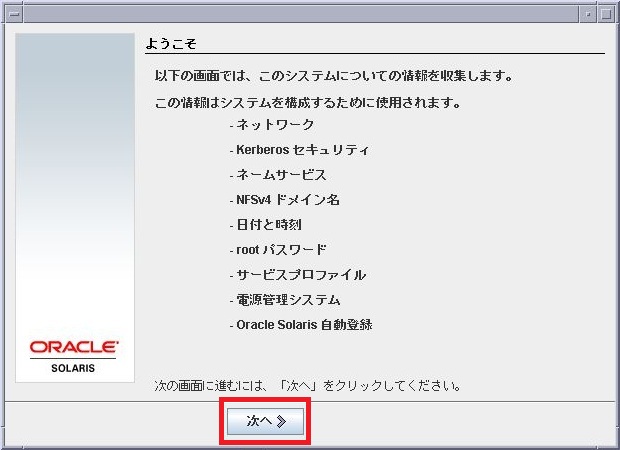 ようこそ
以下の画面では、このシステムについての情報を収集します。
この情報はシステムを構成するために使用されます。
- ネットワーク
- Kerberos セキュリティ
- ネームサービス
- NFSv4 ドメイン名
- 日付と時刻
- root パスワード
- サービスプロファイル
- 電源管理システム
- Oracle Solaris 自動登録
ORACLE
SOLARIS
次の画面に進むには、「次へ」をクリックしてください。
次へ